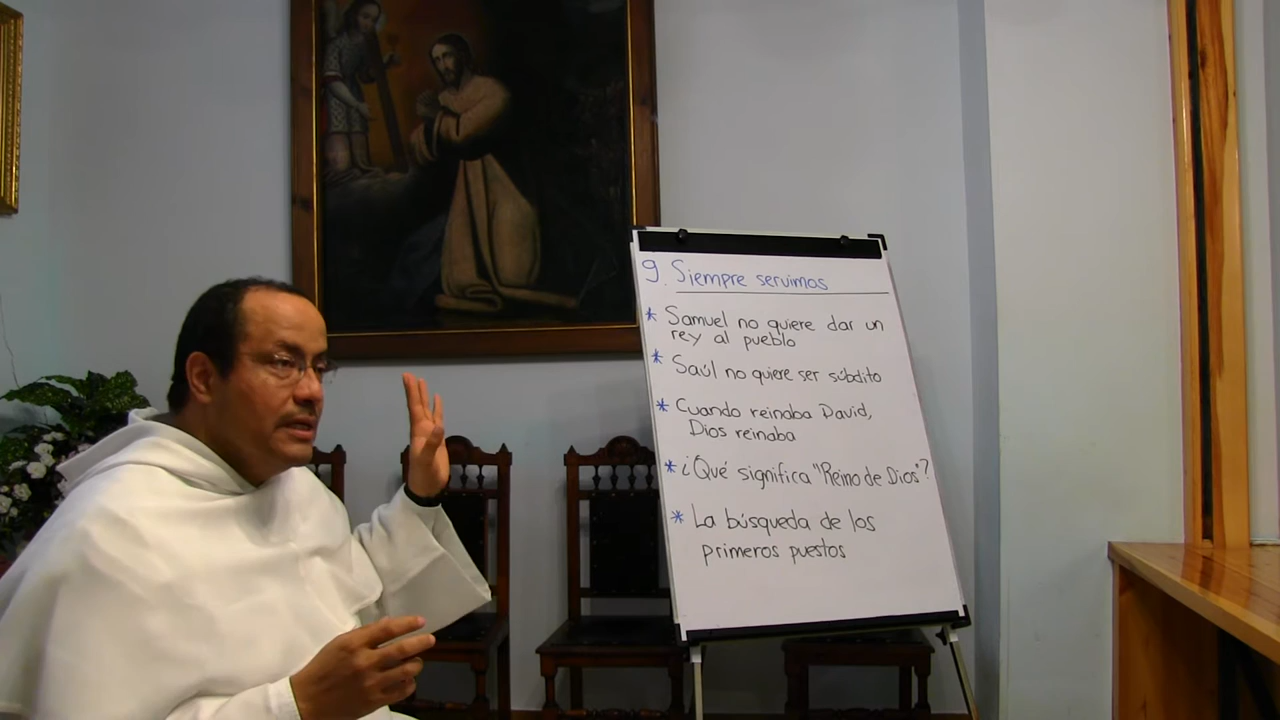 9. Siempre servimos
* Samuel no quiere dar un
rey al pueblo
* Saúl no quiere ser súbdito
* Cuando reinaba David,
Dios reinaba
* ¿Qué significa "Reino de Dios"?
* La búsqueda de los
primeros puestos